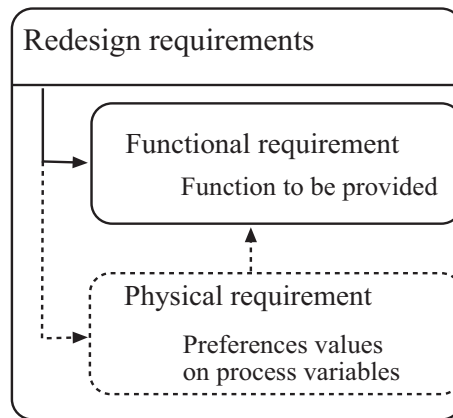 Redesign requirements
Functional requirement
Function to be provided
Physical requirement
Preferences values
on process variables